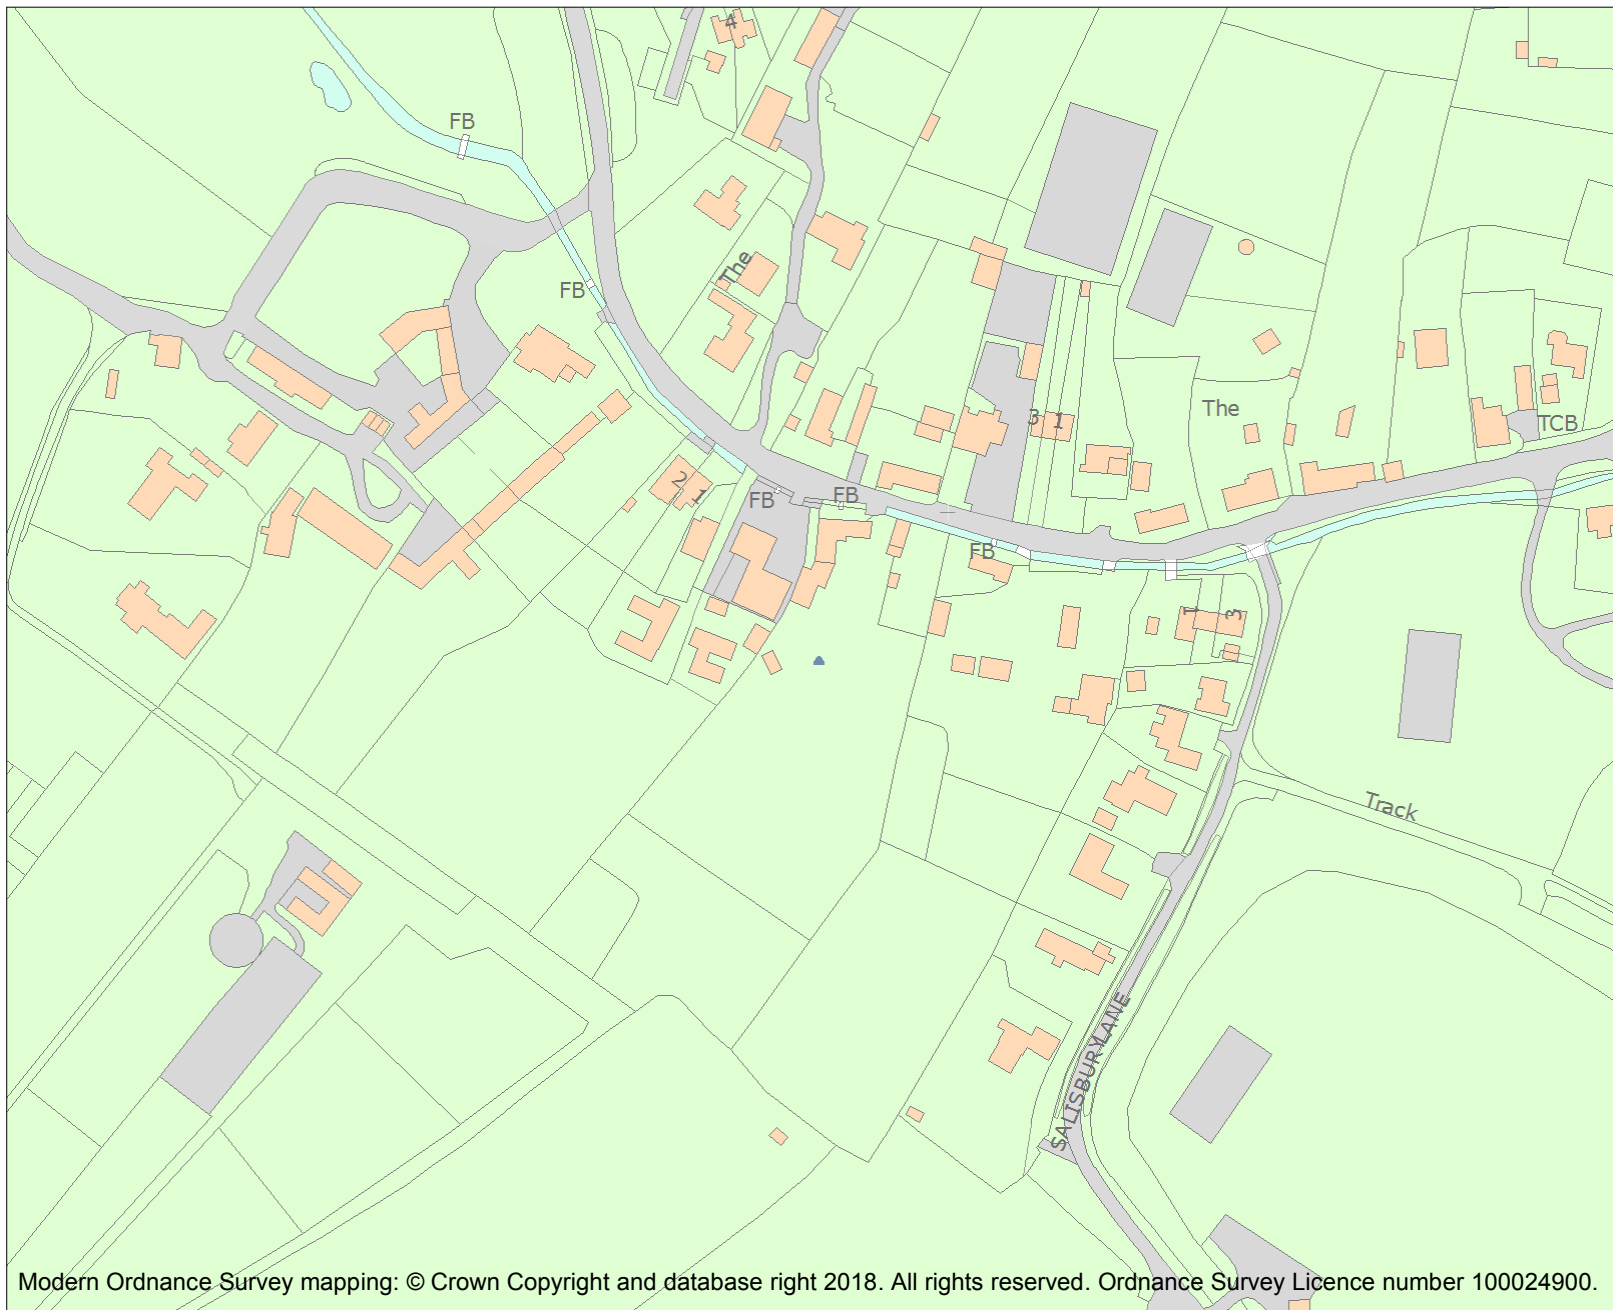 4
FB
The
FB
The
3 1
TCB
2 1
FB
FB
FB
1
3
Track
SALISBURY LANE
Modern Ordnance Survey mapping: © Crown Copyright and database right 2018. All rights reserved. Ordnance Survey Licence number 100024900.